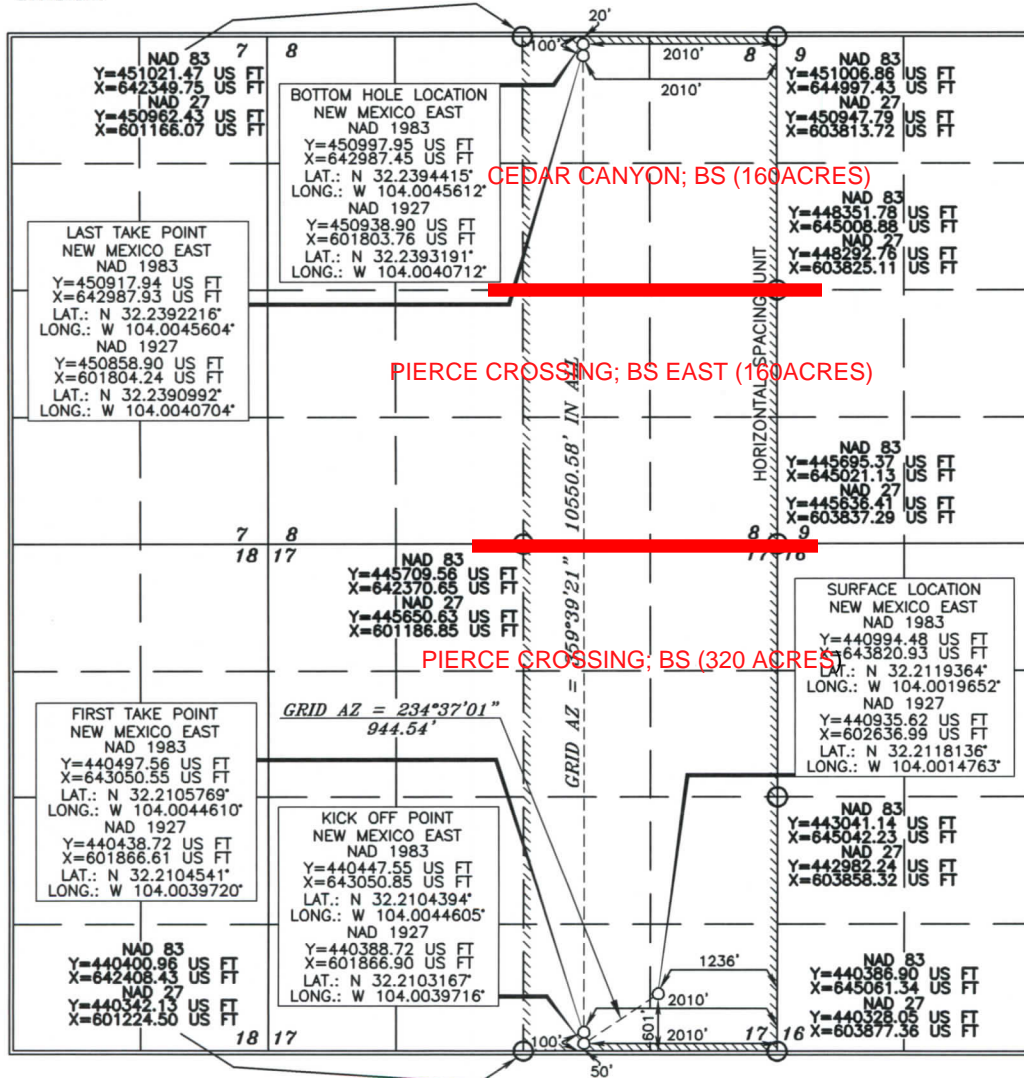 20'
100'
2010'
2010'
7 8
8 9
NAD 83
Y=451021.47 US FT
X=642349.75 US FT
NAD 27
Y=450962.43 US FT
X=601166.07 US FT
BOTTOM HOLE LOCATION
NEW MEXICO EAST
NAD 1983
Y=450997.95 US FT
X=642987.45 US FT
LAT.: N 32.2394415°
LONG.: W 104.0045612°
NAD 1927
Y=450938.90 US FT
X=601803.76 US FT
LAT.: N 32.2393191°
LONG.: W 104.0040712°
NAD 83
Y=451006.86 US FT
X=644997.43 US FT
NAD 27
Y=450947.79 US FT
X=603813.72 US FT
CEDAR CANYON; BS (160ACRES)
NAD 83
Y=448351.78 US FT
X=645008.88 US FT
NAD 27
Y=448292.76 US FT
X=603825.11 US FT
LAST TAKE POINT
NEW MEXICO EAST
NAD 1983
Y=450917.94 US FT
X=642987.93 US FT
LAT.: N 32.2392216°
LONG.: W 104.0045604°
NAD 1927
Y=450858.90 US FT
X=601804.24 US FT
LAT.: N 32.2390992°
LONG.: W 104.0040704°
HORIZONTAL SPACING UNIT
PIERCE CROSSING; BS EAST (160ACRES)
GRID AZ = 359°39'21" 10550.58' IN ALL
NAD 83
Y=445695.37 US FT
X=645021.13 US FT
NAD 27
Y=445636.41 US FT
X=603837.29 US FT
7 8
18 17
8 9
17 16
NAD 83
Y=445709.56 US FT
X=642370.65 US FT
NAD 27
Y=445650.63 US FT
X=601186.85 US FT
SURFACE LOCATION
NEW MEXICO EAST
NAD 1983
Y=440994.48 US FT
X=643820.93 US FT
LAT.: N 32.2119364°
LONG.: W 104.0019652°
NAD 1927
Y=440935.62 US FT
X=602636.99 US FT
LAT.: N 32.2118136°
LONG.: W 104.0014763°
PIERCE CROSSING; BS (320 ACRES)
GRID AZ = 234°37'01"
944.54'
FIRST TAKE POINT
NEW MEXICO EAST
NAD 1983
Y=440497.56 US FT
X=643050.55 US FT
LAT.: N 32.2105769°
LONG.: W 104.0044610°
NAD 1927
Y=440438.72 US FT
X=601866.61 US FT
LAT.: N 32.2104541°
LONG.: W 104.0039720°
KICK OFF POINT
NEW MEXICO EAST
NAD 1983
Y=440447.55 US FT
X=643050.85 US FT
LAT.: N 32.2104394°
LONG.: W 104.0044605°
NAD 1927
Y=440388.72 US FT
X=601866.90 US FT
LAT.: N 32.2103167°
LONG.: W 104.0039716°
NAD 83
Y=443041.14 US FT
X=645042.23 US FT
NAD 27
Y=442982.24 US FT
X=603858.32 US FT
NAD 83
Y=440400.96 US FT
X=642408.43 US FT
NAD 27
Y=440342.13 US FT
X=601224.50 US FT
1236'
2010'
601'
2010'
100'
50'
NAD 83
Y=440386.90 US FT
X=645061.34 US FT
NAD 27
Y=440328.05 US FT
X=603877.36 US FT
18 17
17 16